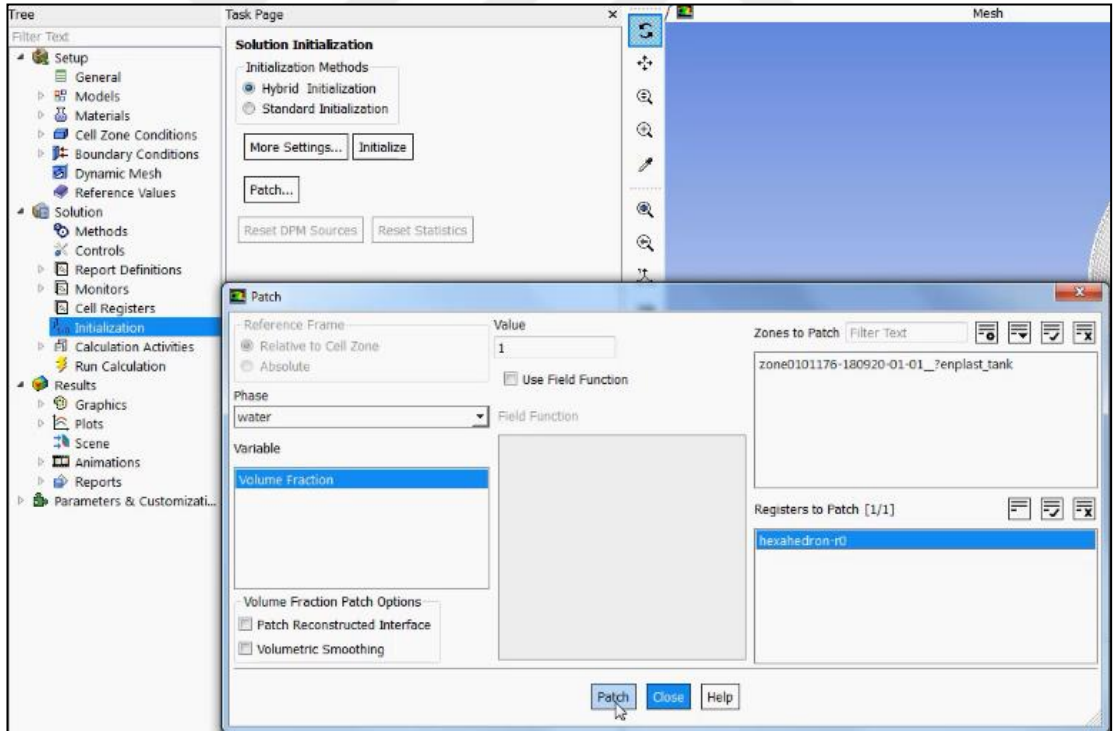 Tree
Filter Text
Setup
General
Models
Materials
Cell Zone Conditions
Boundary Conditions
Dynamic Mesh
Reference Values
Solution
Methods
Controls
Report Definitions
Monitors
Cell Registers
Initialization
Calculation Activities
Run Calculation
Results
Graphics
Plots
Scene
Animations
Reports
Parameters & Customizati...
Task Page
Solution Initialization
Initialization Methods
Hybrid Initialization
Standard Initialization
More Settings... Initialize
Patch...
Reset DPM Sources Reset Statistics
Mesh
Patch
Reference Frame
Relative to Cell Zone
Absolute
Phase
water
Variable
Volume Fraction
Volume Fraction Patch Options
Patch Reconstructed Interface
Volumetric Smoothing
Value
1
Use Field Function
Field Function
Zones to Patch Filter Text
zone0101176-180920-01-01_?enplast_tank
Registers to Patch [1/1]
hexahedron-r0
Patch Close Help